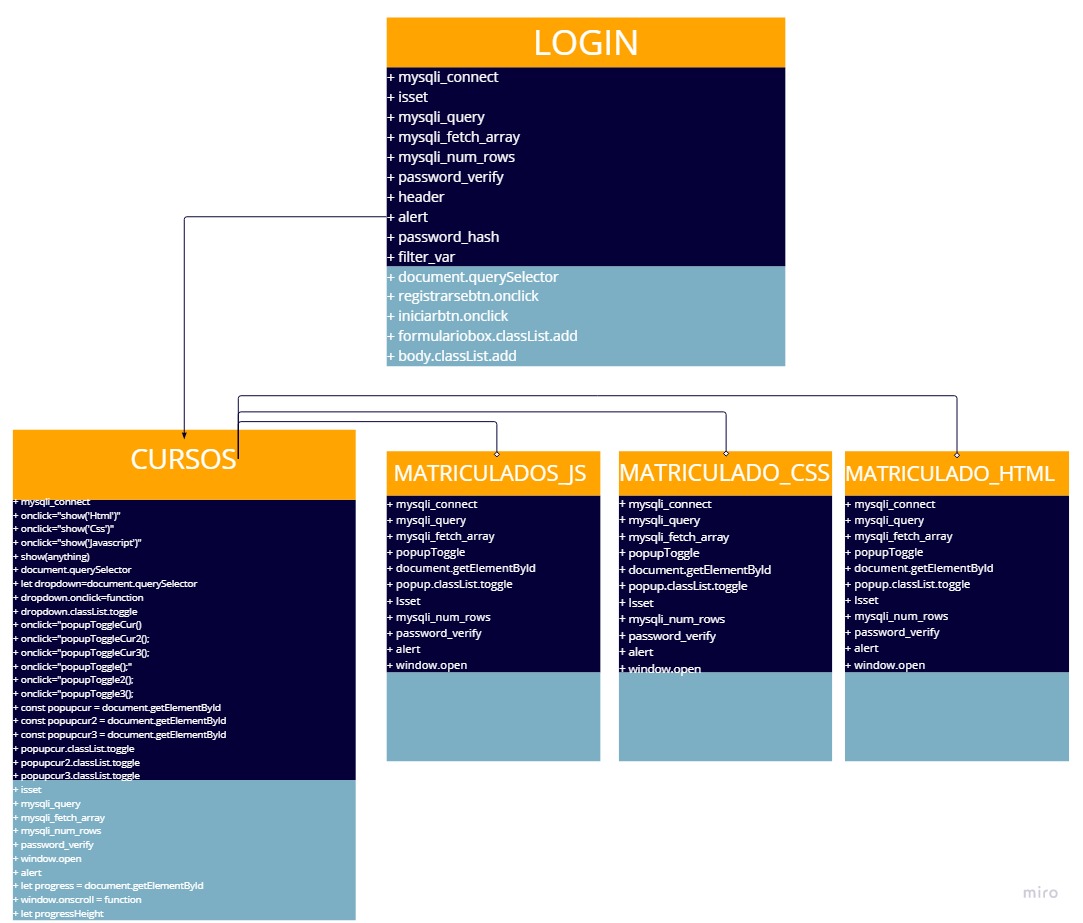 LOGIN
+ mysqli_connect
+ isset
+ mysqli_query
+ mysqli_fetch_array
+ mysqli_num_rows
+ password_verify
+ header
+ alert
+ password_hash
+ filter_var
+ document.querySelector
+ registrarsebtn.onclick
+ iniciarbtn.onclick
+ formulariobox.classList.add
+ body.classList.add
CURSOS
+ mysqli_connect
+ onclick="show('Html')"
+ onclick="show('Css')"
+ onclick="show('Javascript')"
+ show(anything)
+ document.querySelector
+ let dropdown=document.querySelector
+ dropdown.onclick=function
+ dropdown.classList.toggle
+ onclick="popupToggleCur()
+ onclick="popupToggleCur2();
+ onclick="popupToggleCur3();
+ onclick="popupToggle();"
+ onclick="popupToggle2();
+ onclick="popupToggle3();
+ const popupcur = document.getElementById
+ const popupcur2 = document.getElementById
+ const popupcur3 = document.getElementById
+ popupcur.classList.toggle
+ popupcur2.classList.toggle
+ popupcur3.classList.toggle
+ isset
+ mysqli_query
+ mysqli_fetch_array
+ mysqli_num_rows
+ password_verify
+ window.open
+ alert
+ let progress = document.getElementById
+ window.onscroll = function
+ let progressHeight
MATRICULADOS_JS
+ mysqli_connect
+ mysqli_query
+ mysqli_fetch_array
+ popupToggle
+ document.getElementById
+ popup.classList.toggle
+ Isset
+ mysqli_num_rows
+ password_verify
+ alert
+ window.open
MATRICULADO_CSS
+ mysqli_connect
+ mysqli_query
+ mysqli_fetch_array
+ popupToggle
+ document.getElementById
+ popup.classList.toggle
+ Isset
+ mysqli_num_rows
+ password_verify
+ alert
+ window.open
MATRICULADO_HTML
+ mysqli_connect
+ mysqli_query
+ mysqli_fetch_array
+ popupToggle
+ document.getElementById
+ popup.classList.toggle
+ Isset
+ mysqli_num_rows
+ password_verify
+ alert
+ window.open
miro